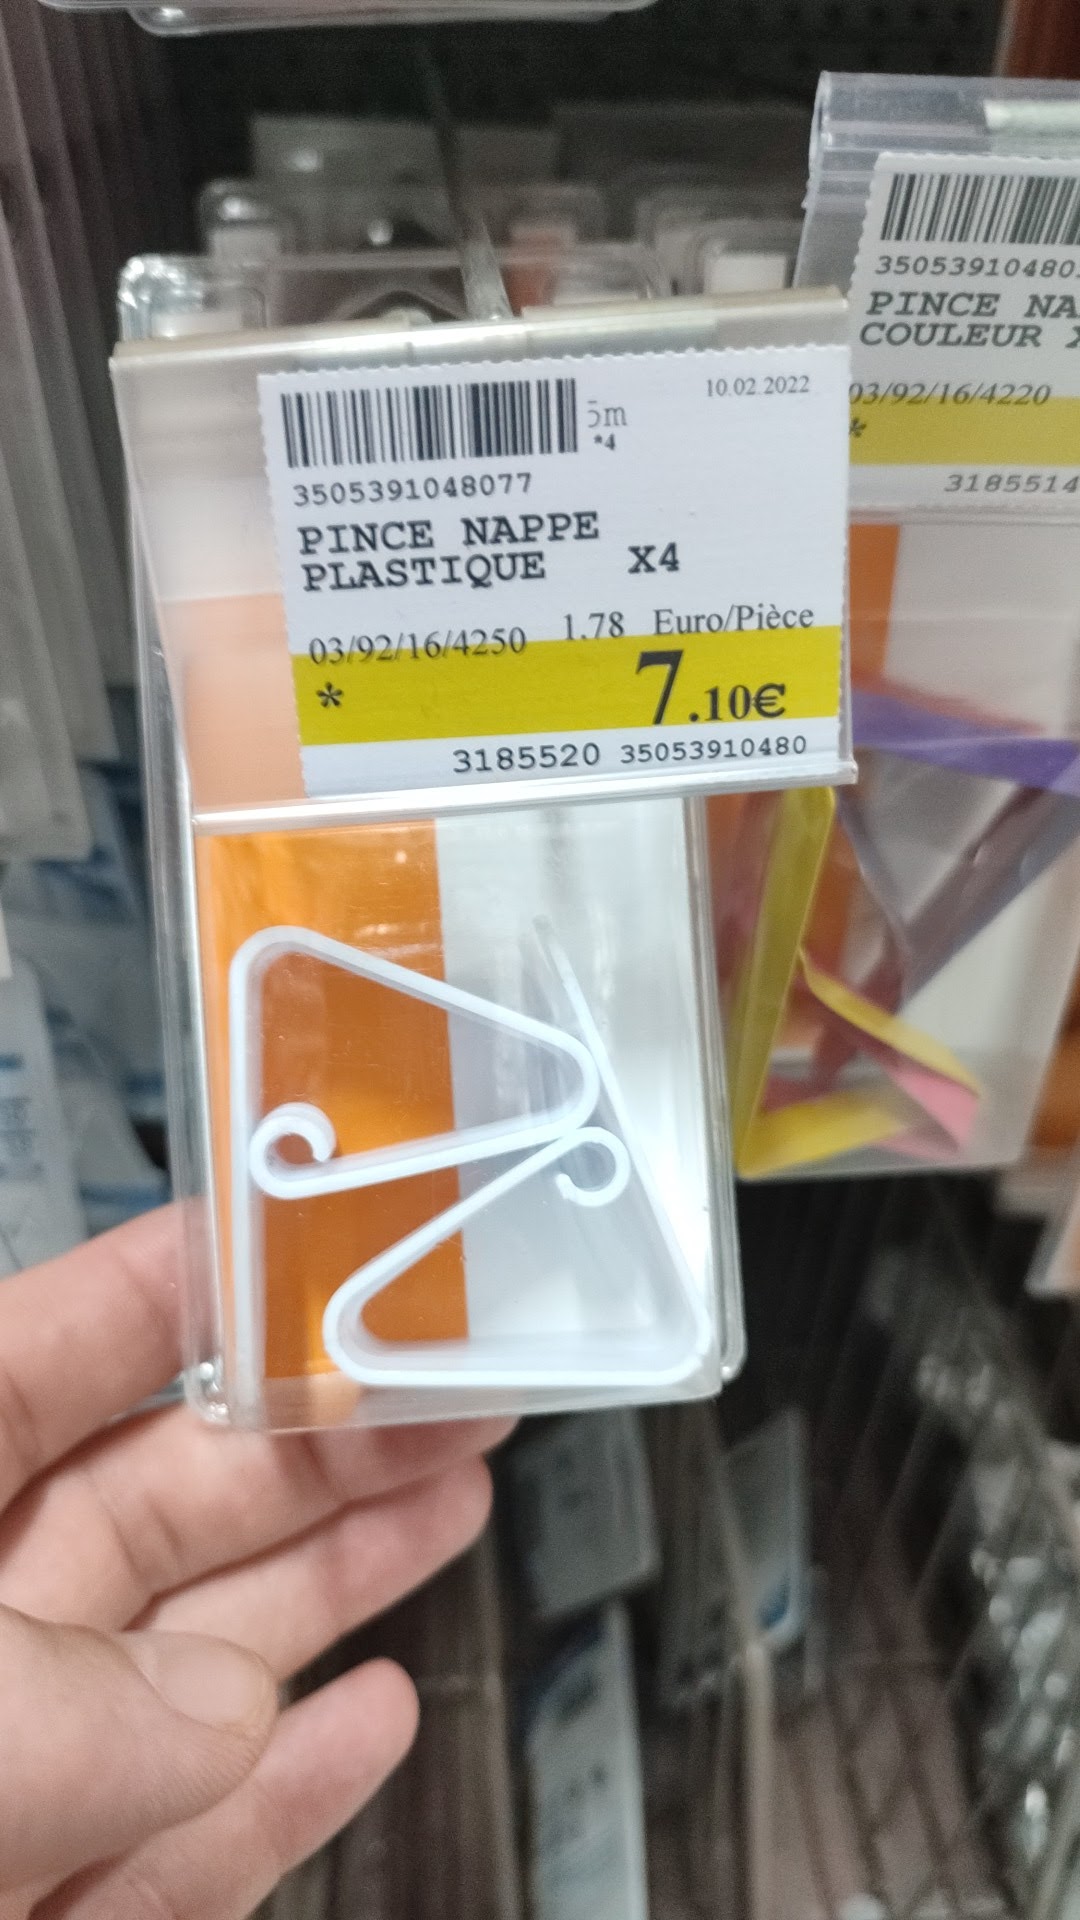 5m
10.02.2022
*4
3505391048077
PINCE NAPPE
PLASTIQUE X4
03/92/16/4250 1.78 Euro/Pièce
* 7.10€
3185520 35053910480
35053910480
PINCE NA
COULEUR
03/92/16/4220
*
3185514